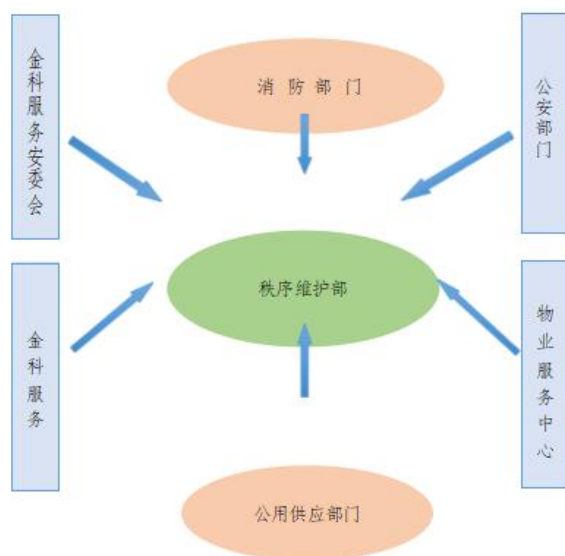 金科服务安委会
消防部门
公安部门
秩序维护部
金科服务
物业服务中心
公用供应部门